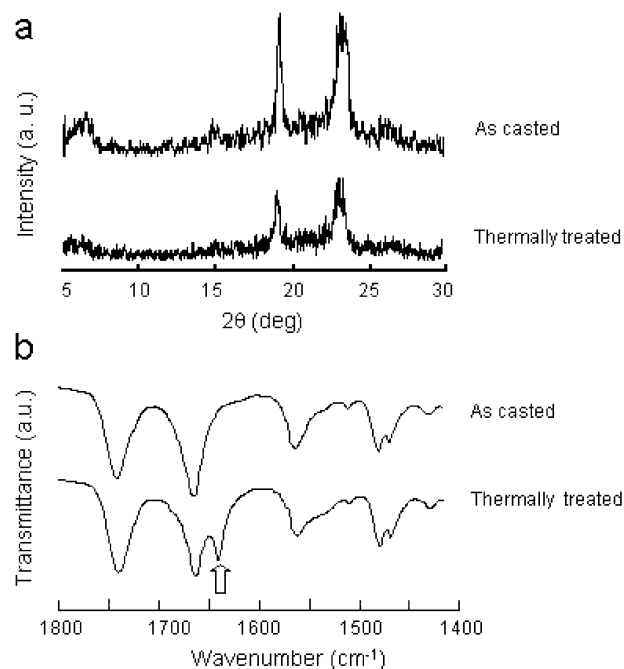 a
Intensity (a. u.)
As casted
Thermally treated
5 10 15 20 25 30
2θ (deg)
b
Transmittance (a.u.)
As casted
Thermally treated
1800 1700 1600 1500 1400
Wavenumber (cm-1)